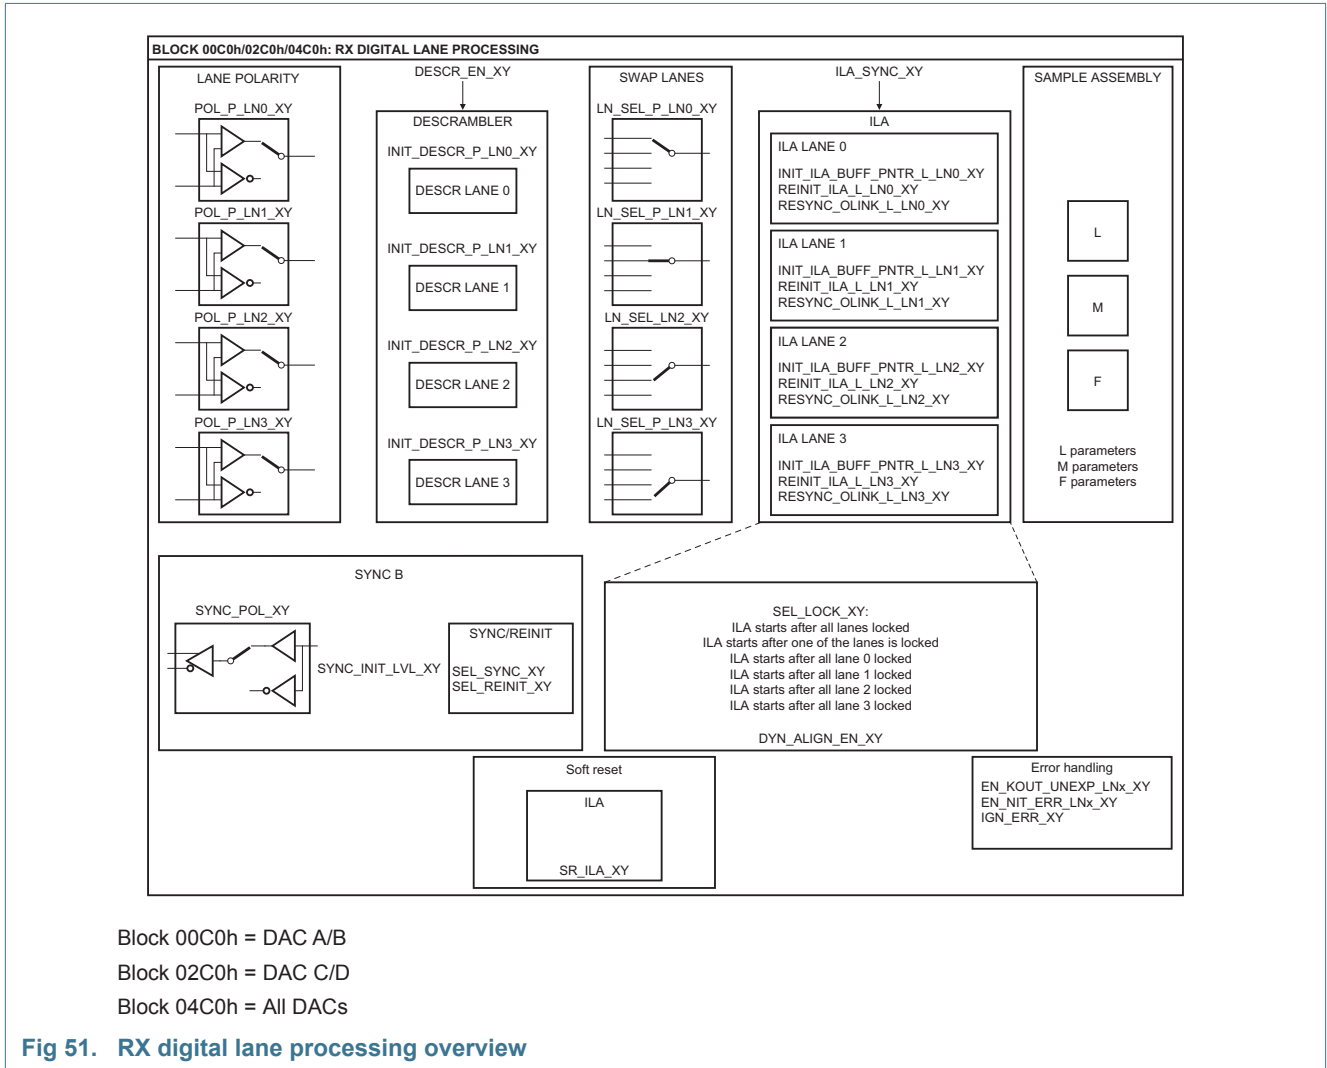 BLOCK 00C0h/02C0h/04C0h: RX DIGITAL LANE PROCESSING
LANE POLARITY
POL_P_LN0_XY
POL_P_LN1_XY
POL_P_LN2_XY
POL_P_LN3_XY
DESCR_EN_XY
DESCRAMBLER
INIT_DESCR_P_LN0_XY
DESCR LANE 0
INIT_DESCR_P_LN1_XY
DESCR LANE 1
INIT_DESCR_P_LN2_XY
DESCR LANE 2
INIT_DESCR_P_LN3_XY
DESCR LANE 3
SWAP LANES
LN_SEL_P_LN0_XY
LN_SEL_P_LN1_XY
LN_SEL_LN2_XY
LN_SEL_P_LN3_XY
ILA_SYNC_XY
ILA
ILA LANE 0
INIT_ILA_BUFF_PNTR_L_LN0_XY
REINIT_ILA_L_LN0_XY
RESYNC_OLINK_L_LN0_XY
ILA LANE 1
INIT_ILA_BUFF_PNTR_L_LN1_XY
REINIT_ILA_L_LN1_XY
RESYNC_OLINK_L_LN1_XY
ILA LANE 2
INIT_ILA_BUFF_PNTR_L_LN2_XY
REINIT_ILA_L_LN2_XY
RESYNC_OLINK_L_LN2_XY
ILA LANE 3
INIT_ILA_BUFF_PNTR_L_LN3_XY
REINIT_ILA_L_LN3_XY
RESYNC_OLINK_L_LN3_XY
SAMPLE ASSEMBLY
L
M
F
L parameters
M parameters
F parameters
SYNC B
SYNC_POL_XY
SYNC_INIT_LVL_XY
SYNC/REINIT
SEL_SYNC_XY
SEL_REINIT_XY
SEL_LOCK_XY:
ILA starts after all lanes locked
ILA starts after one of the lanes is locked
ILA starts after all lane 0 locked
ILA starts after all lane 1 locked
ILA starts after all lane 2 locked
ILA starts after all lane 3 locked
DYN_ALIGN_EN_XY
Soft reset
ILA
SR_ILA_XY
Error handling
EN_KOUT_UNEXP_LNx_XY
EN_NIT_ERR_LNx_XY
IGN_ERR_XY
Block 00C0h = DAC A/B
Block 02C0h = DAC C/D
Block 04C0h = All DACs
Fig 51. RX digital lane processing overview